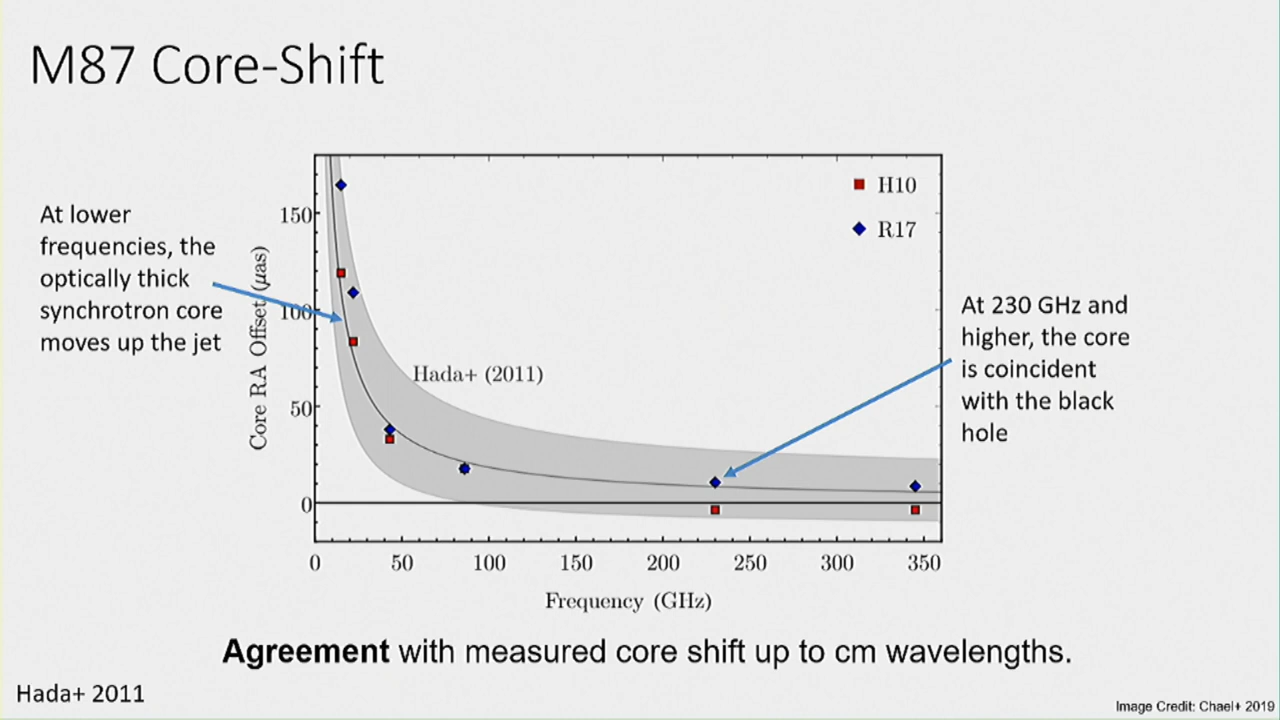 M87 Core-Shift
At lower
frequencies, the
optically thick
synchrotron core
moves up the jet
Core RA Offset (μas)
150
100
50
0
H10
R17
Hada+ (2011)
At 230 GHz and
higher, the core
is coincident
with the black
hole
0 50 100 150 200 250 300 350
Frequency (GHz)
Agreement with measured core shift up to cm wavelengths.
Hada+ 2011
Image Credit: Chael+ 2019